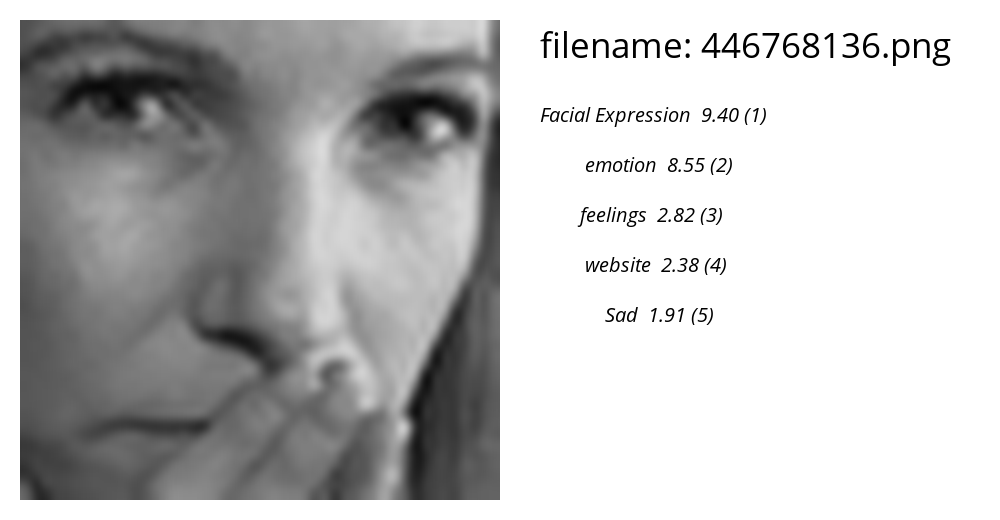 filename: 446768136.png
Facial Expression 9.40 (1)
emotion 8.55 (2)
feelings 2.82 (3)
website 2.38 (4)
Sad 1.91 (5)